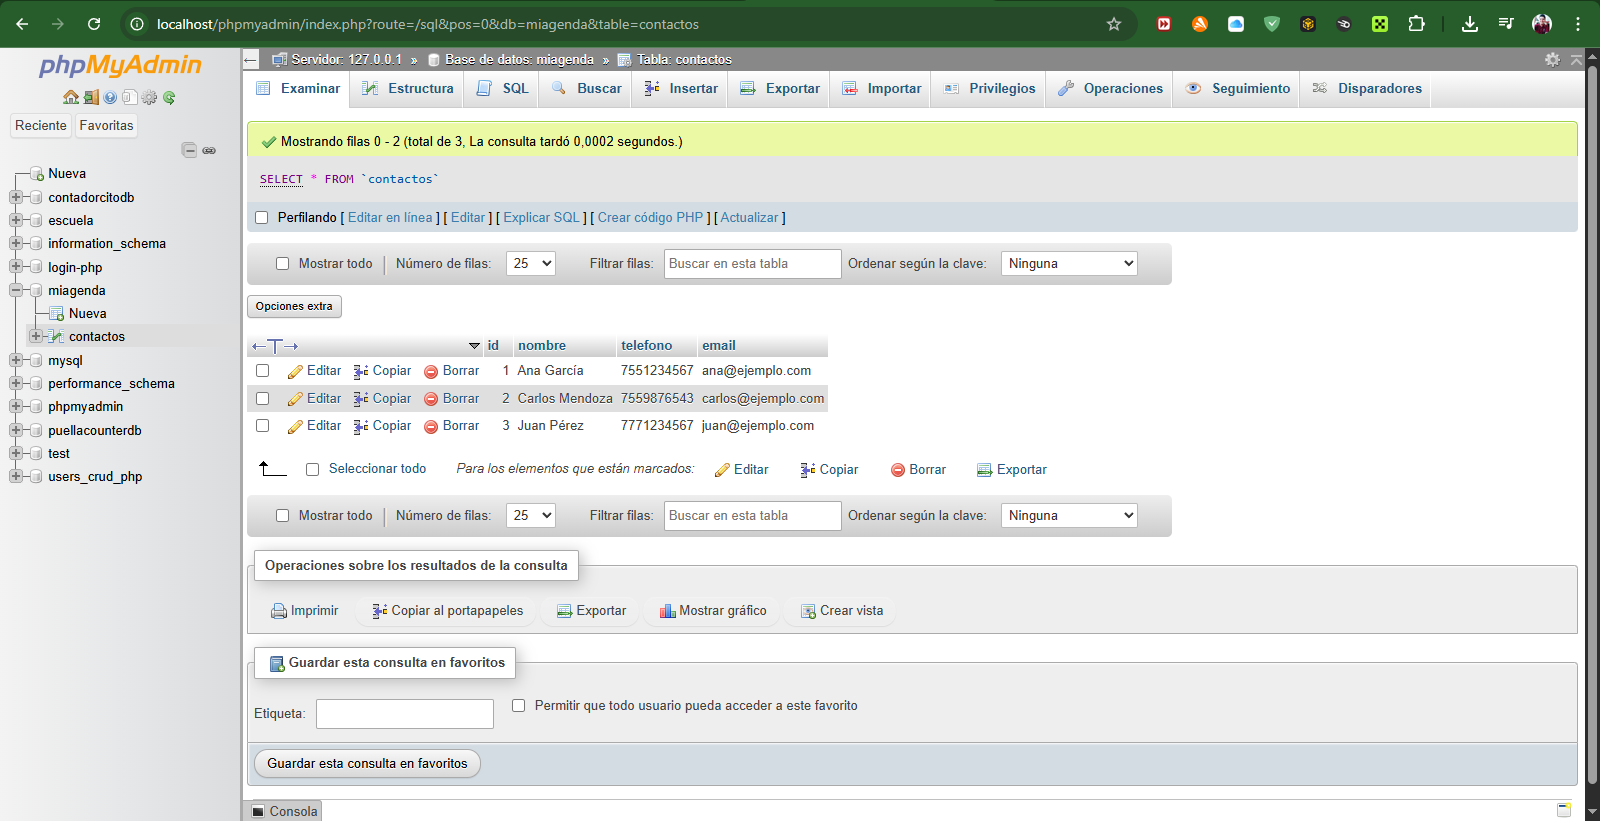 localhost/phpmyadmin/index.php?route=/sql&pos=0&db=miagenda&table=contactos
phpMyAdmin
Reciente Favoritas
Nueva
contadorcitodb
escuela
information_schema
login-php
miagenda
Nueva
contactos
mysql
performance_schema
phpmyadmin
puellacounterdb
test
users_crud_php
Servidor: 127.0.0.1 » Base de datos: miagenda » Tabla: contactos
Examinar Estructura SQL Buscar Insertar Exportar Importar Privilegios Operaciones Seguimiento Disparadores
Mostrando filas 0 - 2 (total de 3, La consulta tardó 0,0002 segundos.)
SELECT * FROM `contactos`
Perfilando [ Editar en línea ] [ Editar ] [ Explicar SQL ] [ Crear código PHP ] [ Actualizar ]
Mostrar todo | Número de filas: 25 Filtrar filas: Buscar en esta tabla Ordenar según la clave: Ninguna
Opciones extra
←T→ id nombre telefono email
Editar Copiar Borrar 1 Ana García 7551234567 ana@ejemplo.com
Editar Copiar Borrar 2 Carlos Mendoza 7559876543 carlos@ejemplo.com
Editar Copiar Borrar 3 Juan Pérez 7771234567 juan@ejemplo.com
Seleccionar todo Para los elementos que están marcados: Editar Copiar Borrar Exportar
Mostrar todo | Número de filas: 25 Filtrar filas: Buscar en esta tabla Ordenar según la clave: Ninguna
Operaciones sobre los resultados de la consulta
Imprimir Copiar al portapapeles Exportar Mostrar gráfico Crear vista
Guardar esta consulta en favoritos
Etiqueta: Permitir que todo usuario pueda acceder a este favorito
Guardar esta consulta en favoritos
Consola